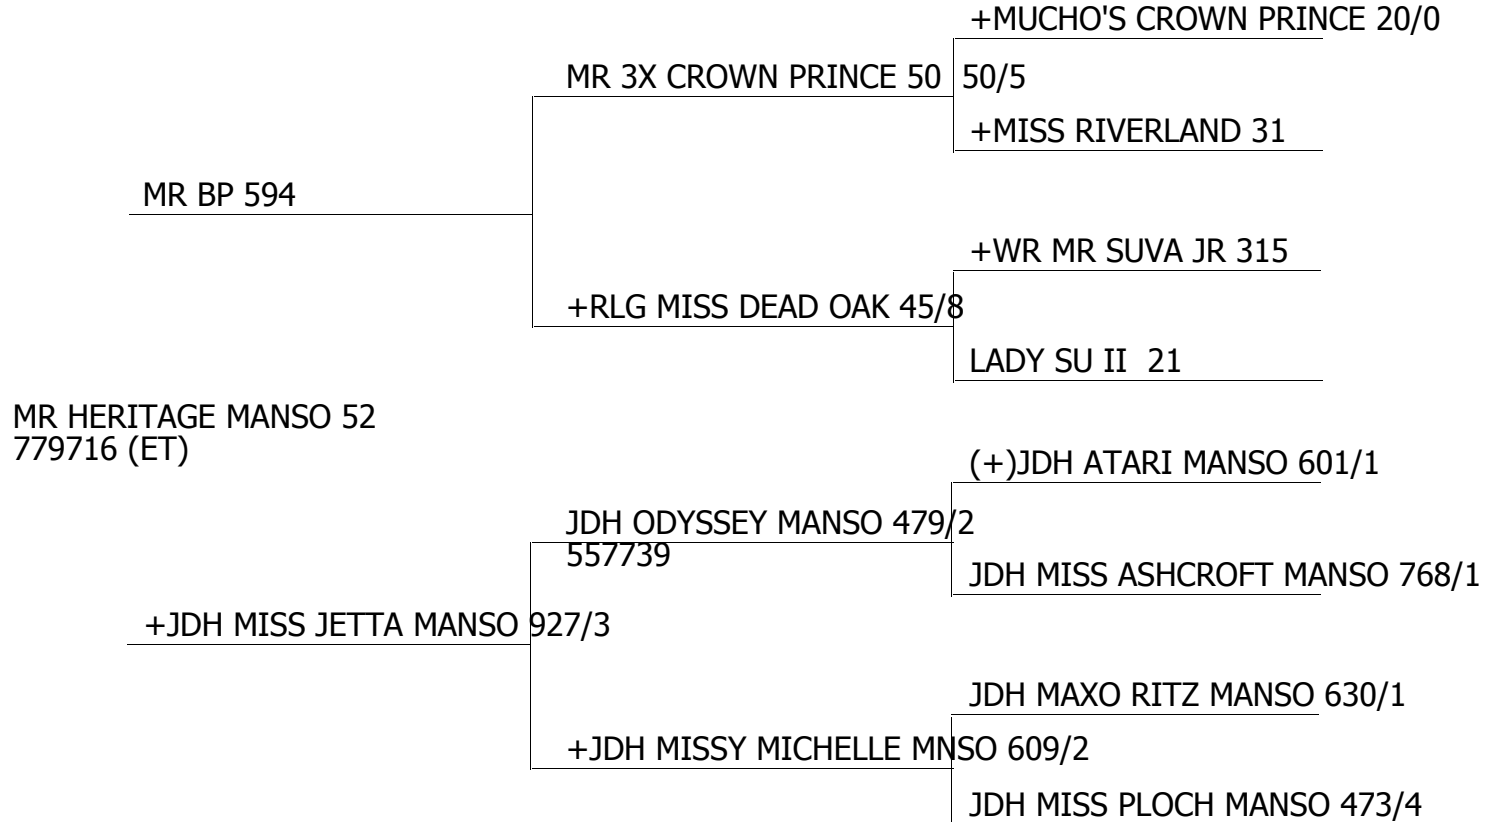 +MUCHO'S CROWN PRINCE 20/0
MR 3X CROWN PRINCE 50  50/5
+MISS RIVERLAND 31
MR BP 594
+WR MR SUVA JR 315
+RLG MISS DEAD OAK 45/8
LADY SU II  21
MR HERITAGE MANSO 52
779716 (ET)
(+)JDH ATARI MANSO 601/1
JDH ODYSSEY MANSO 479/2
557739
JDH MISS ASHCROFT MANSO 768/1
+JDH MISS JETTA MANSO 927/3
JDH MAXO RITZ MANSO 630/1
+JDH MISSY MICHELLE MNSO 609/2
JDH MISS PLOCH MANSO 473/4